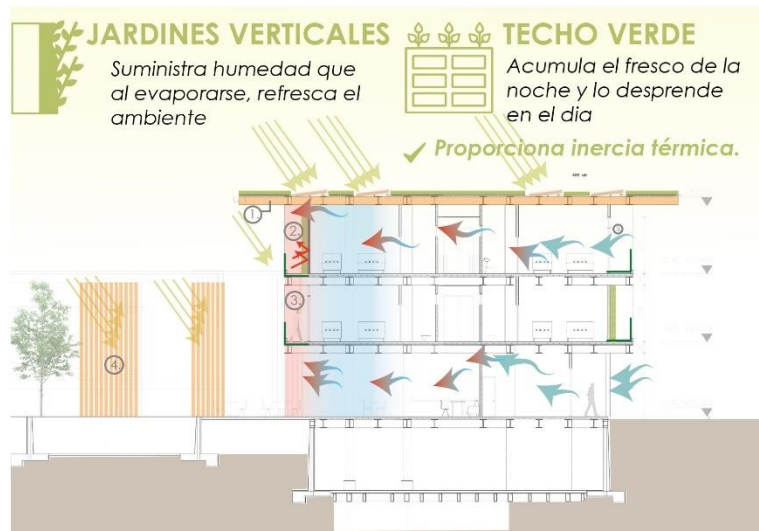 JARDINES VERTICALES
Suministra humedad que
al evaporarse, refresca el
ambiente
TECHO VERDE
Acumula el fresco de la
noche y lo desprende
en el dia
Proporciona inercia térmica.
1
2.
3.
4.